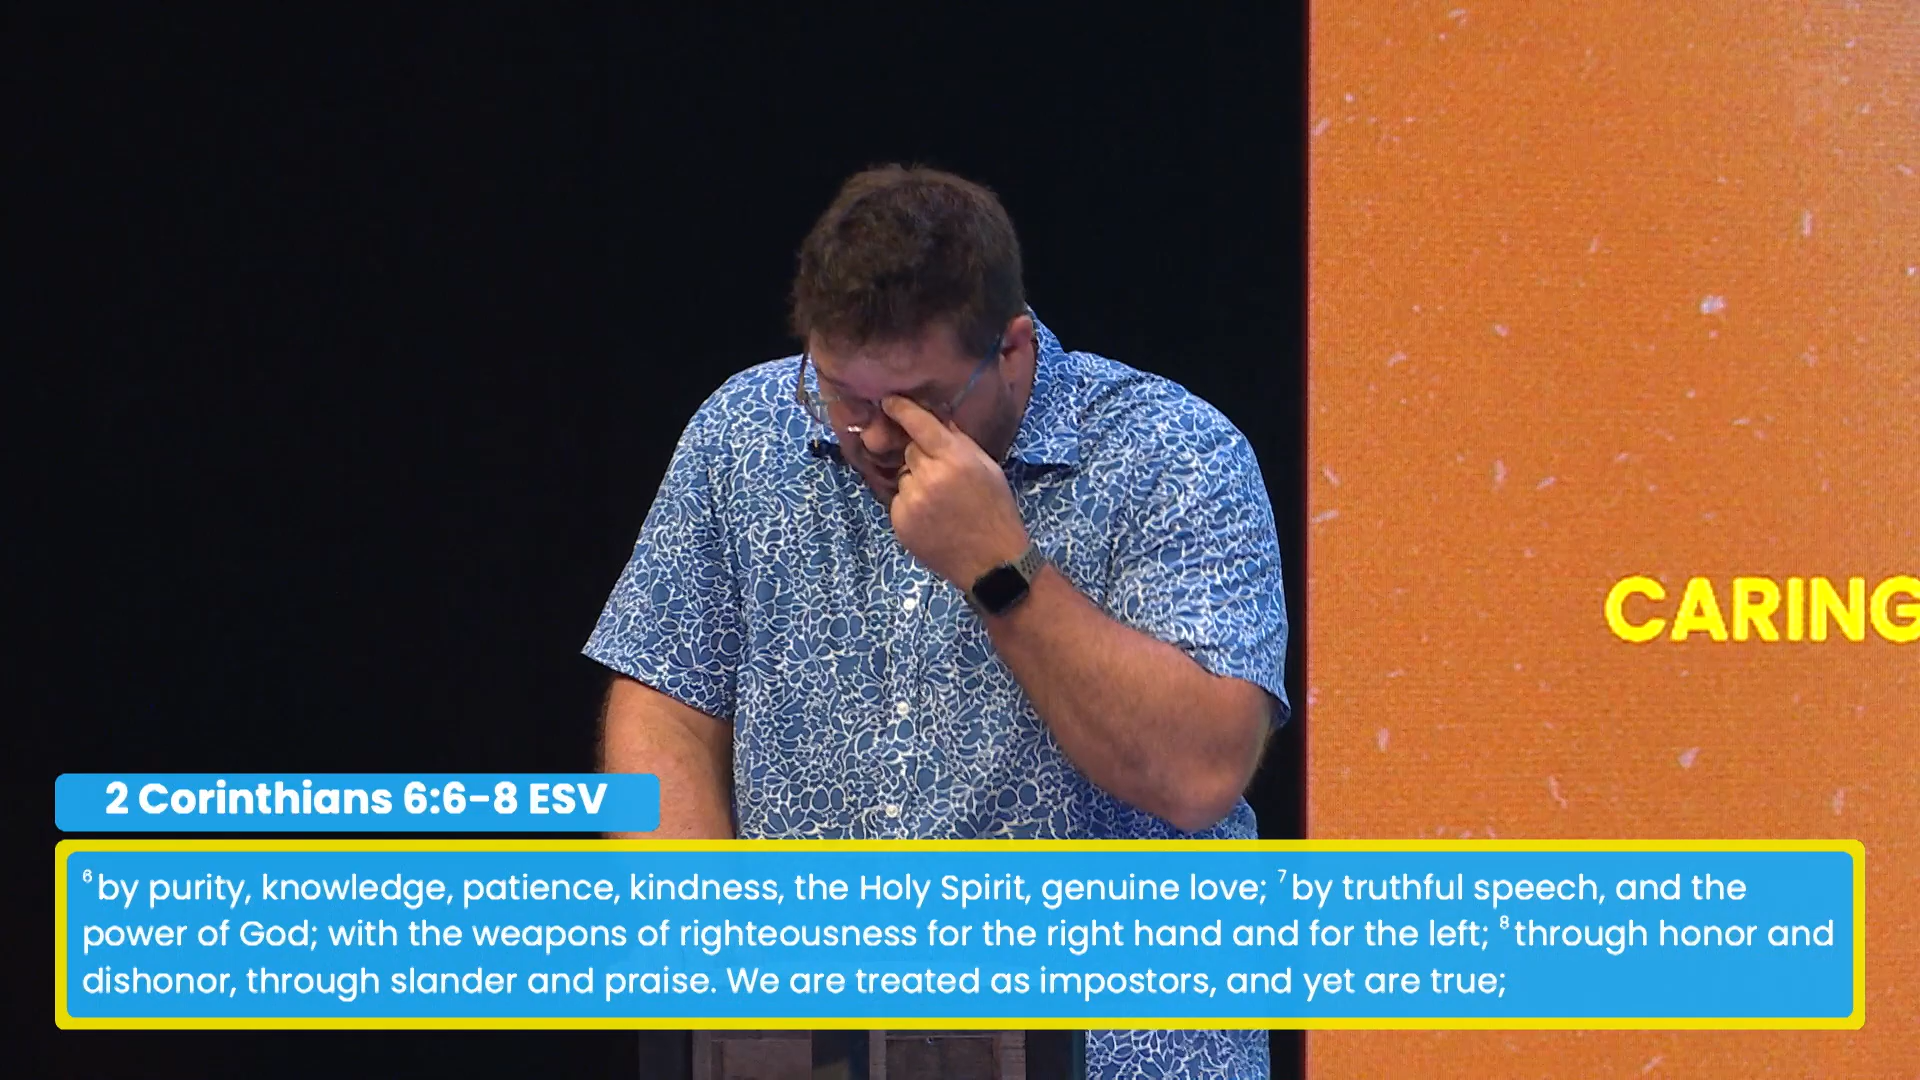 CARING
2 Corinthians 6:6-8 ESV
6 by purity, knowledge, patience, kindness, the Holy Spirit, genuine love; 7 by truthful speech, and the
power of God; with the weapons of righteousness for the right hand and for the left; 8 through honor and
dishonor, through slander and praise. We are treated as impostors, and yet are true;